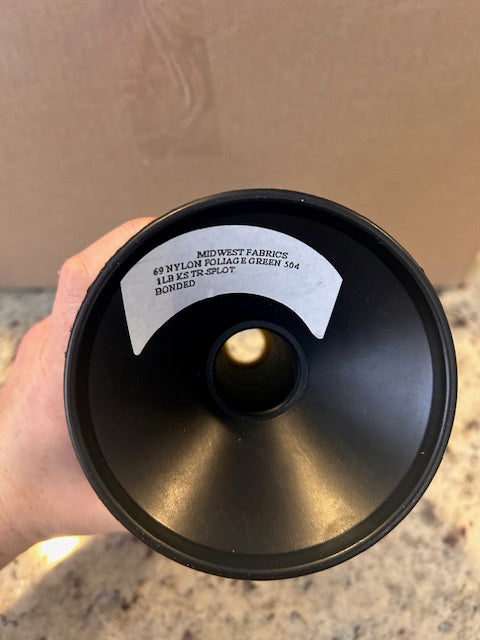 MIDWEST FABRICS
69 NYLON FOLIAGE GREEN 504
1LB KS TR-SPLOT
BONDED